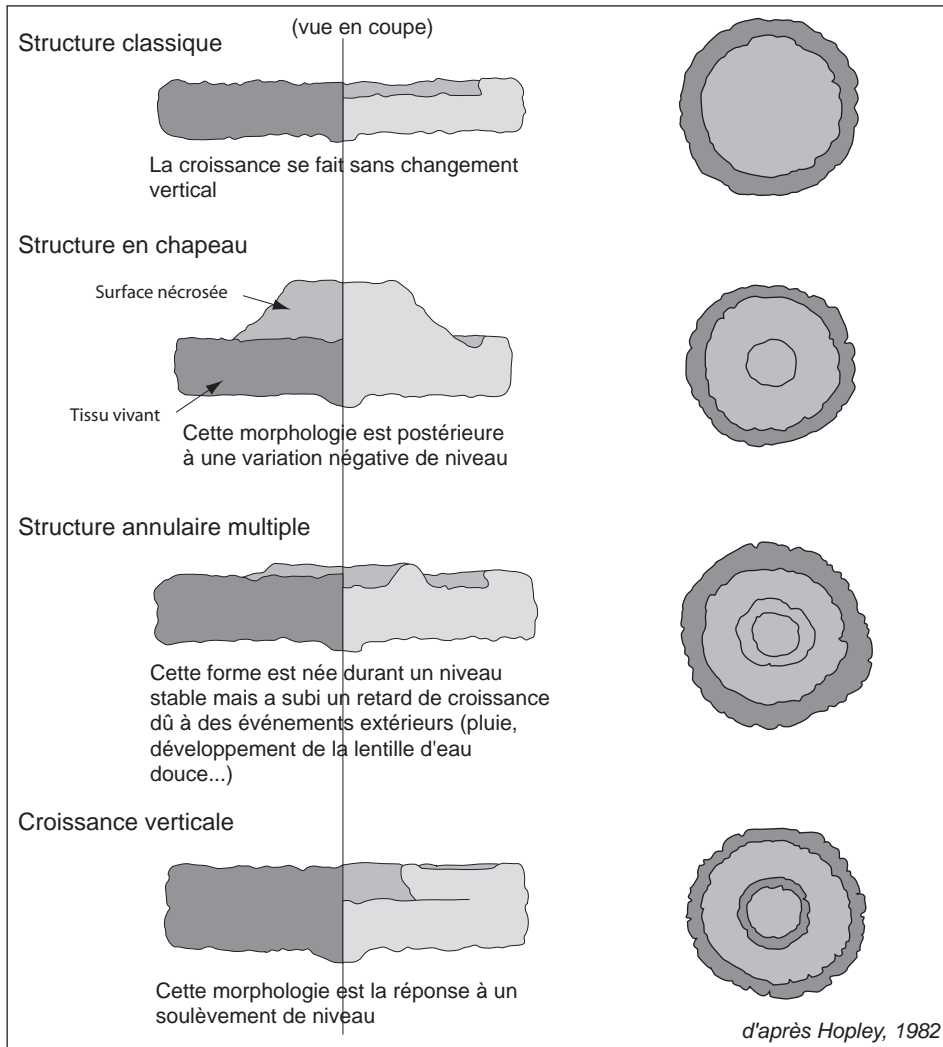 (vue en coupe)
Structure classique
La croissance se fait sans changement
vertical
Structure en chapeau
Surface nécrosée
Tissu vivant
Cette morphologie est postérieure
à une variation négative de niveau
Structure annulaire multiple
Cette forme est née durant un niveau
stable mais a subi un retard de croissance
dû à des événements extérieurs (pluie,
développement de la lentille d'eau
douce...)
Croissance verticale
Cette morphologie est la réponse à un
soulèvement de niveau
d'après Hopley, 1982